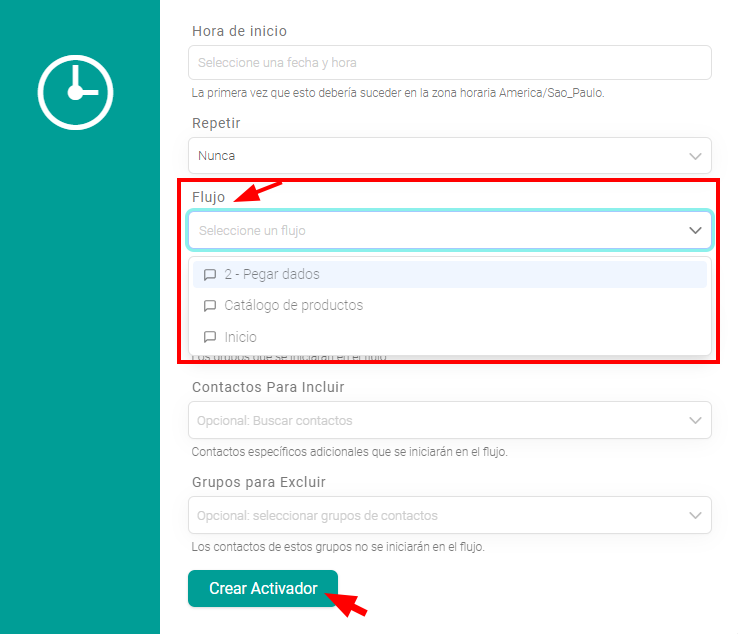 Hora de inicio
Seleccione una fecha y hora
La primera vez que esto debería suceder en la zona horaria America/Sao_Paulo.
Repetir
Nunca
Flujo
Seleccione un flujo
2 - Pegar dados
Catálogo de productos
Inicio
Los grupos que se iniciarán en el flujo
Contactos Para Incluir
Opcional: Buscar contactos
Contactos específicos adicionales que se iniciarán en el flujo.
Grupos para Excluir
Opcional: seleccionar grupos de contactos
Los contactos de estos grupos no se iniciarán en el flujo.
Crear Activador